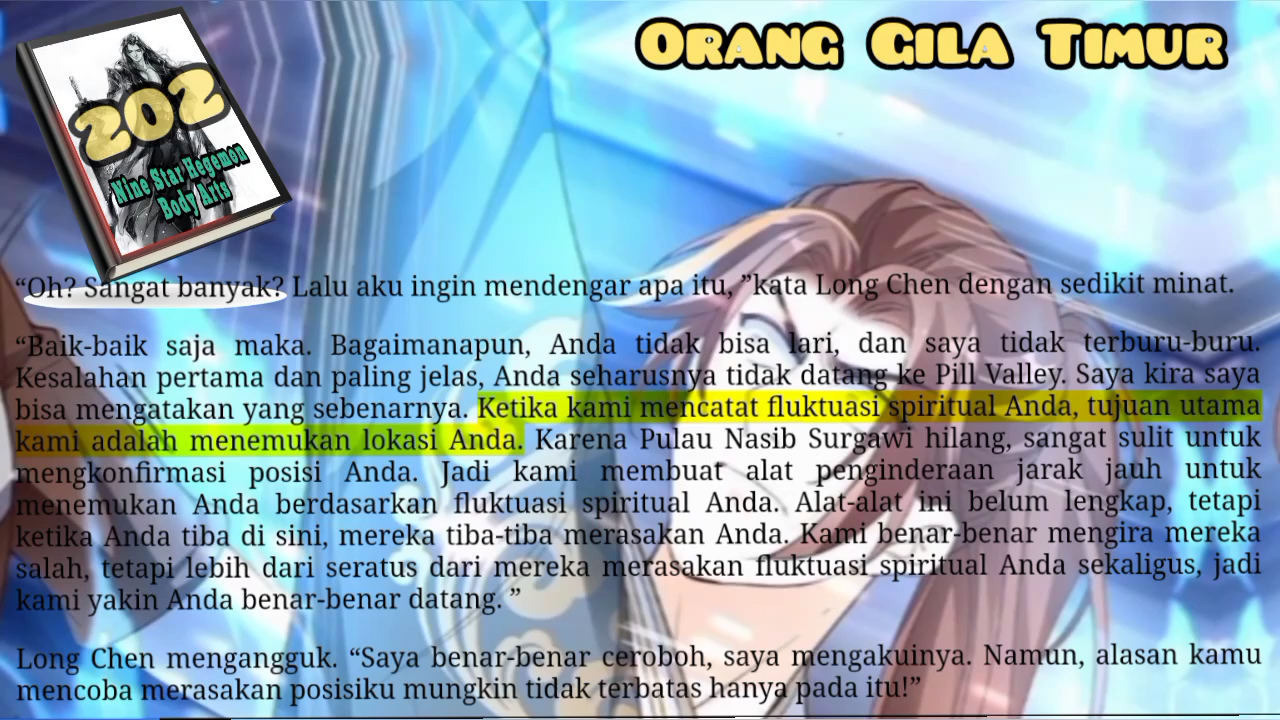 Orang Gila Timur
202
Nine Star Hegemon
Body Arts
“Oh? Sangat banyak? Lalu aku ingin mendengar apa itu, ”kata Long Chen dengan sedikit minat.
“Baik-baik saja maka. Bagaimanapun, Anda tidak bisa lari, dan saya tidak terburu-buru.
Kesalahan pertama dan paling jelas, Anda seharusnya tidak datang ke Pill Valley. Saya kira saya
bisa mengatakan yang sebenarnya. Ketika kami mencatat fluktuasi spiritual Anda, tujuan utama
kami adalah menemukan lokasi Anda. Karena Pulau Nasib Surgawi hilang, sangat sulit untuk
mengkonfirmasi posisi Anda. Jadi kami membuat alat penginderaan jarak jauh untuk
menemukan Anda berdasarkan fluktuasi spiritual Anda. Alat-alat ini belum lengkap, tetapi
ketika Anda tiba di sini, mereka tiba-tiba merasakan Anda. Kami benar-benar mengira mereka
salah, tetapi lebih dari seratus dari mereka merasakan fluktuasi spiritual Anda sekaligus, jadi
kami yakin Anda benar-benar datang. ”
Long Chen mengangguk. “Saya benar-benar ceroboh, saya mengakuinya. Namun, alasan kamu
mencoba merasakan posisiku mungkin tidak terbatas hanya pada itu!”